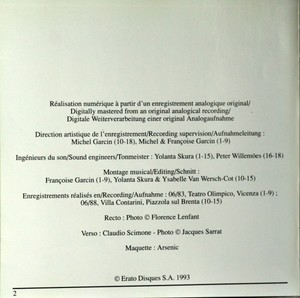 Réalisation numérique à partir d'un enregistrement analogique original/
Digitally mastered from an original analogical recording/
Digitale Weiterverarbeitung einer original Analogaufnahme
Direction artistique de l'enregistrement/Recording supervision/Aufnahmeleitung :
Michel Garcin (10-18), Michel & Françoise Garcin (1-9)
Ingénieurs du son/Sound engineers/Tonmeister : Yolanta Skura (1-15), Peter Willemöes (16-18)
Montage musical/Editing/Schnitt :
Françoise Garcin (1-9), Yolanta Skura & Ysabelle Van Wersch-Cot (10-15)
Enregistrements réalisés en/Recording/Aufnahme : 06/83, Teatro Olimpico, Vicenza (1-9) ;
06/88, Villa Contarini, Piazzola sul Brenta (10-15)
Recto : Photo © Florence Lenfant
Verso : Claudio Scimone - Photo © Jacques Sarrat
Maquette : Arsenic
© Erato Disques S.A. 1993
2